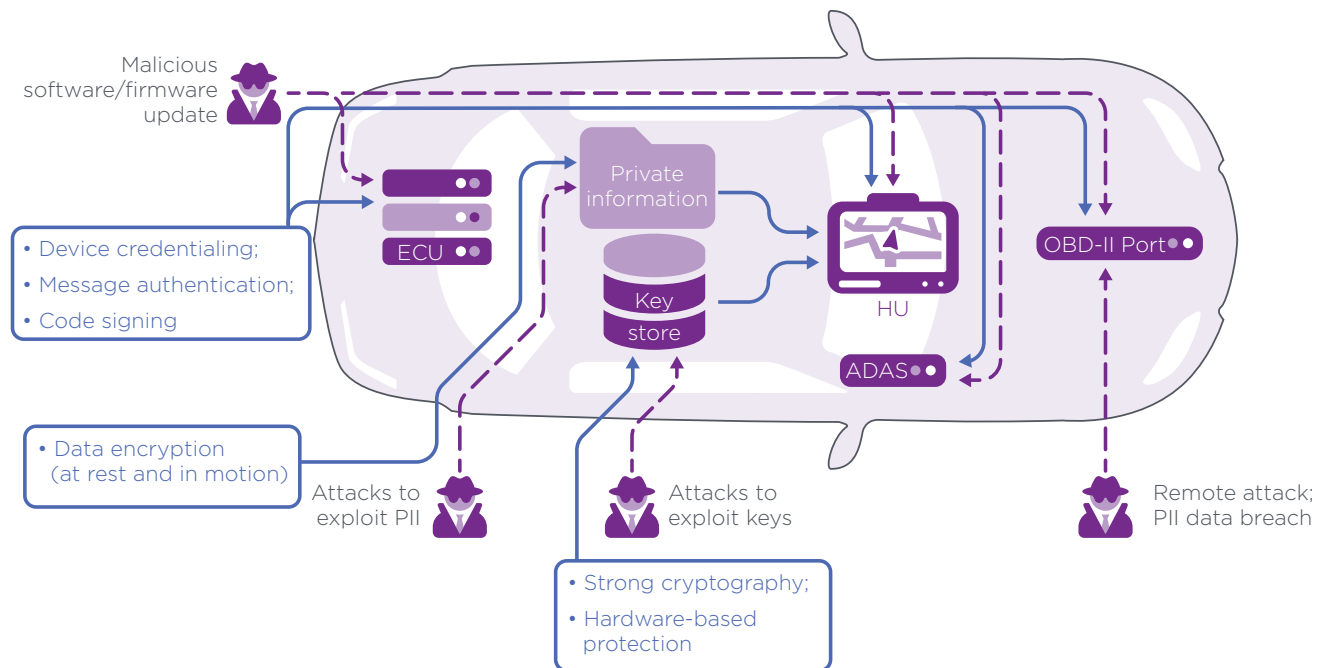 Malicious
software/firmware
update
Private
information
ECU
OBD-II Port
• Device credentialing;
• Message authentication;
• Code signing
Key
store
HU
ADAS
• Data encryption
(at rest and in motion)
Attacks to
exploit PII
Attacks to
exploit keys
Remote attack;
PII data breach
• Strong cryptography;
• Hardware-based
protection